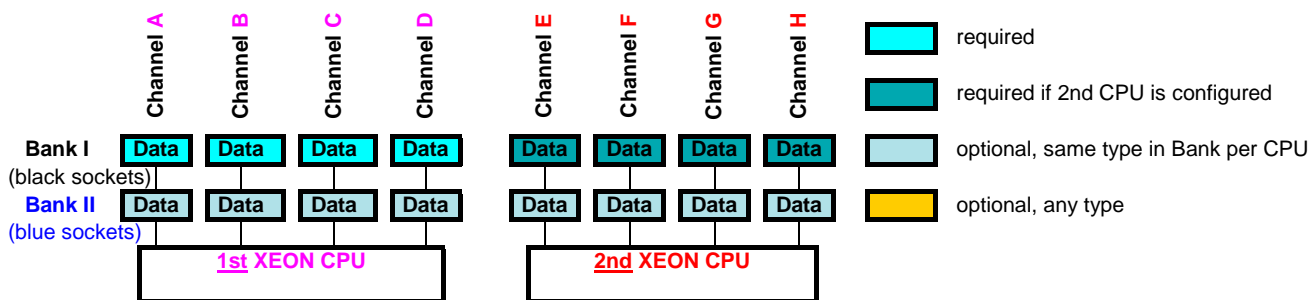 Channel A
Channel B
Channel C
Channel D
Channel E
Channel F
Channel G
Channel H
required
required if 2nd CPU is configured
Bank I
Data Data Data Data Data Data Data Data
optional, same type in Bank per CPU
(black sockets)
Bank II
Data Data Data Data Data Data Data Data
optional, any type
(blue sockets)
1st XEON CPU
2nd XEON CPU